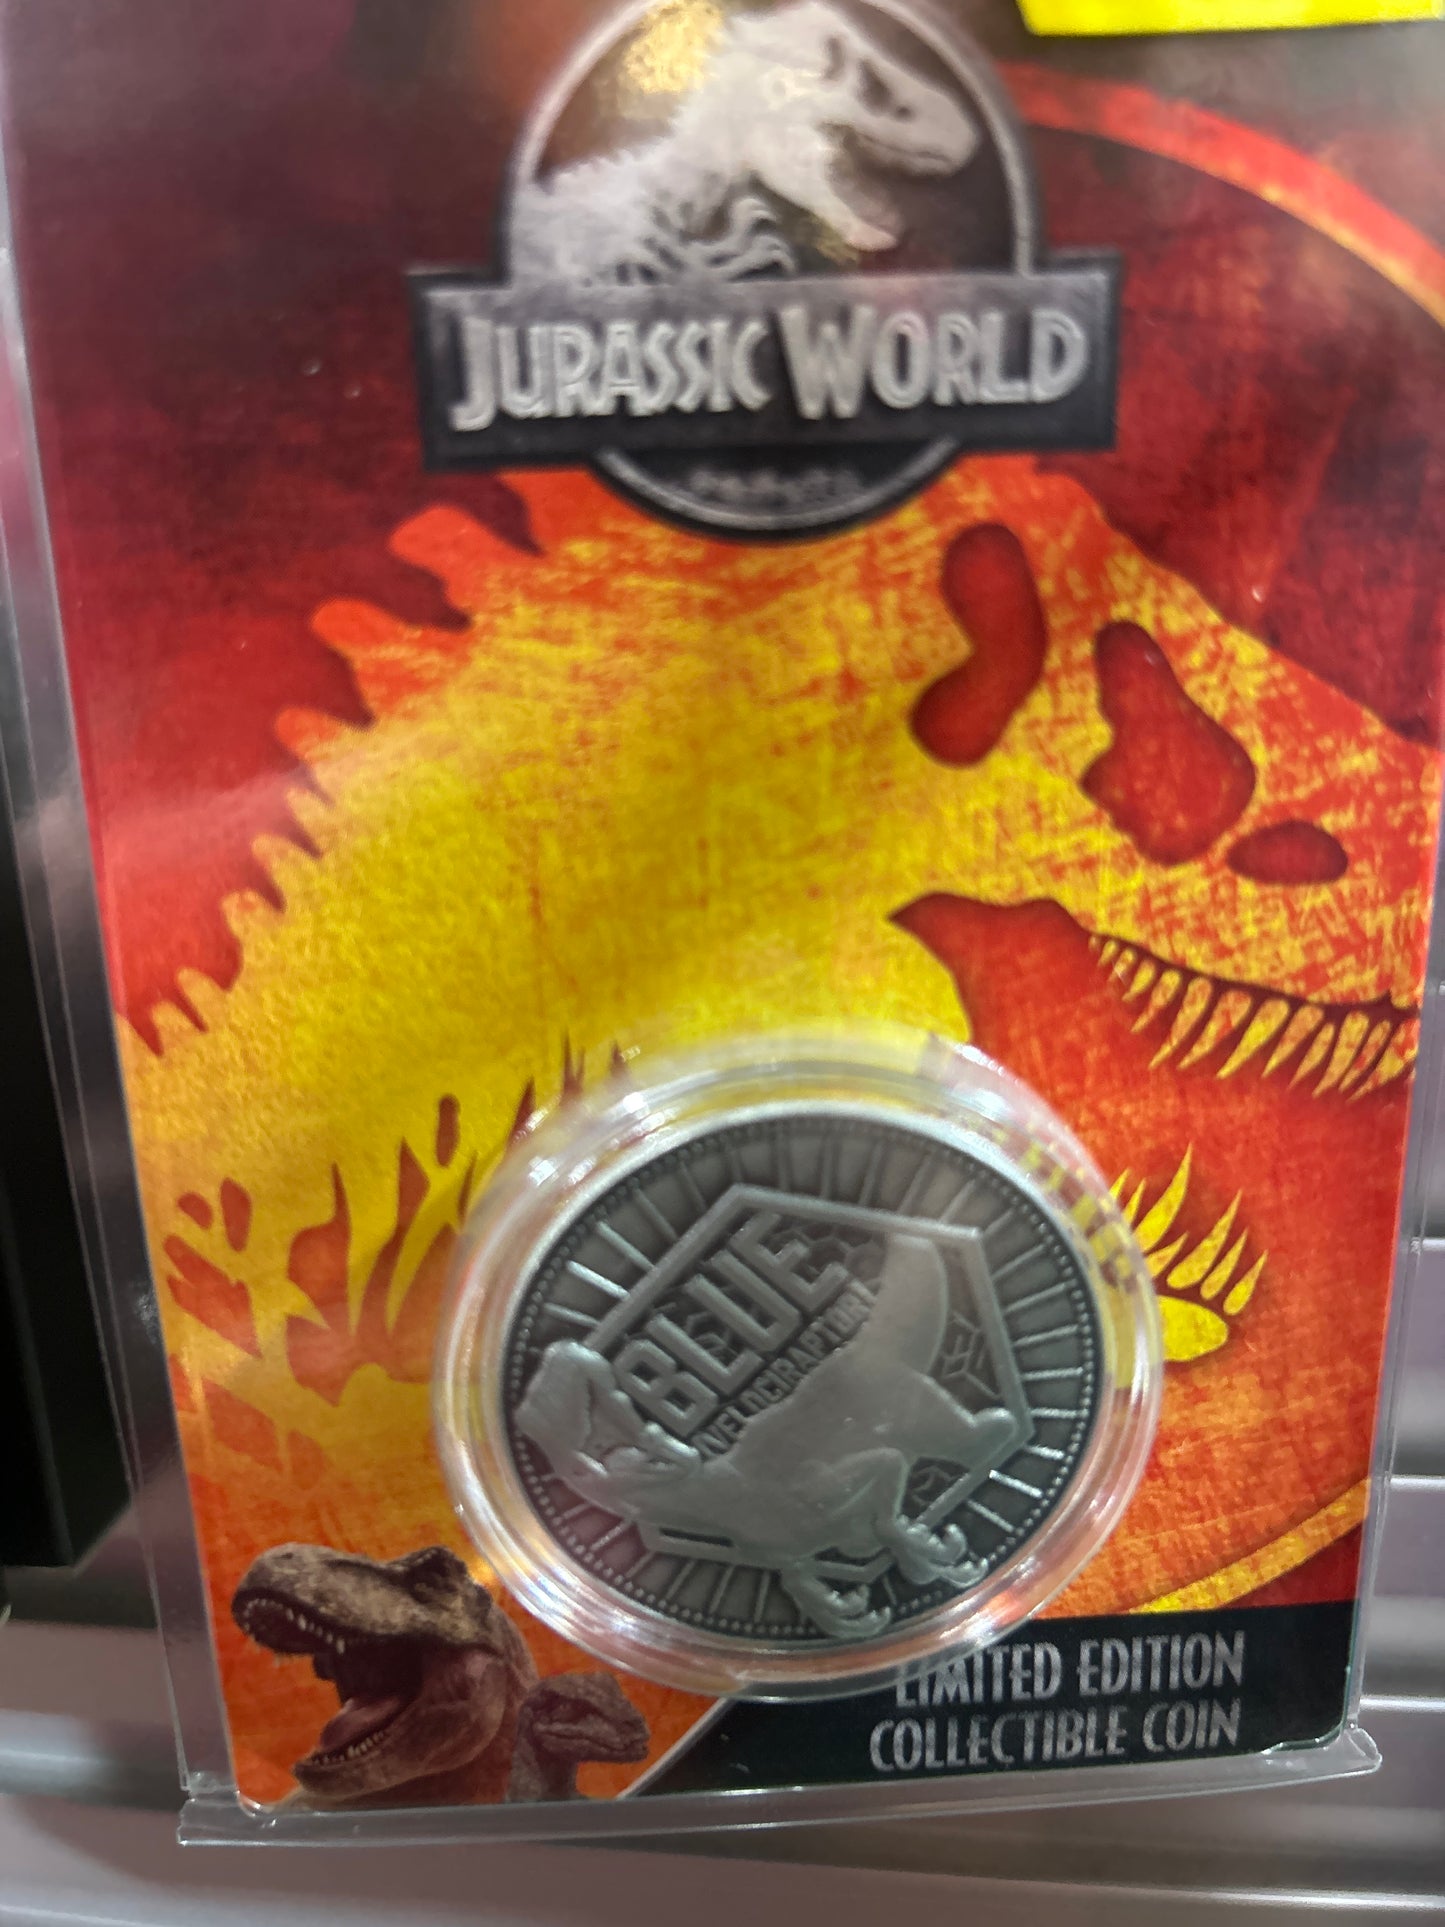 JURASSIC WORLD
BLUE
VELOCIRAPTOR
LIMITED EDITION
COLLECTIBLE COIN